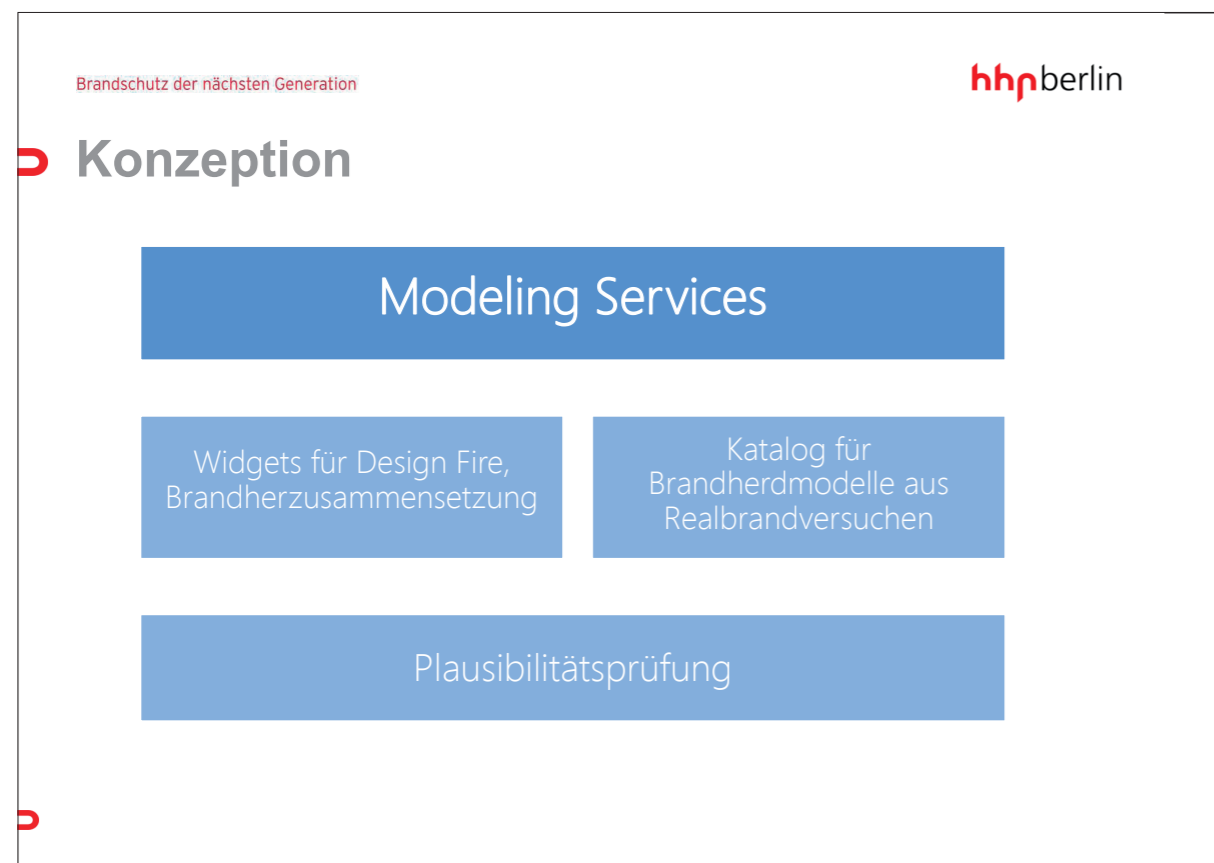 Brandschutz der nächsten Generation
hhpberlin
Konzeption
Modeling Services
Widgets für Design Fire,
Brandherzusammensetzung
Katalog für
Brandherdmodelle aus
Realbrandversuchen
Plausibilitätsprüfung